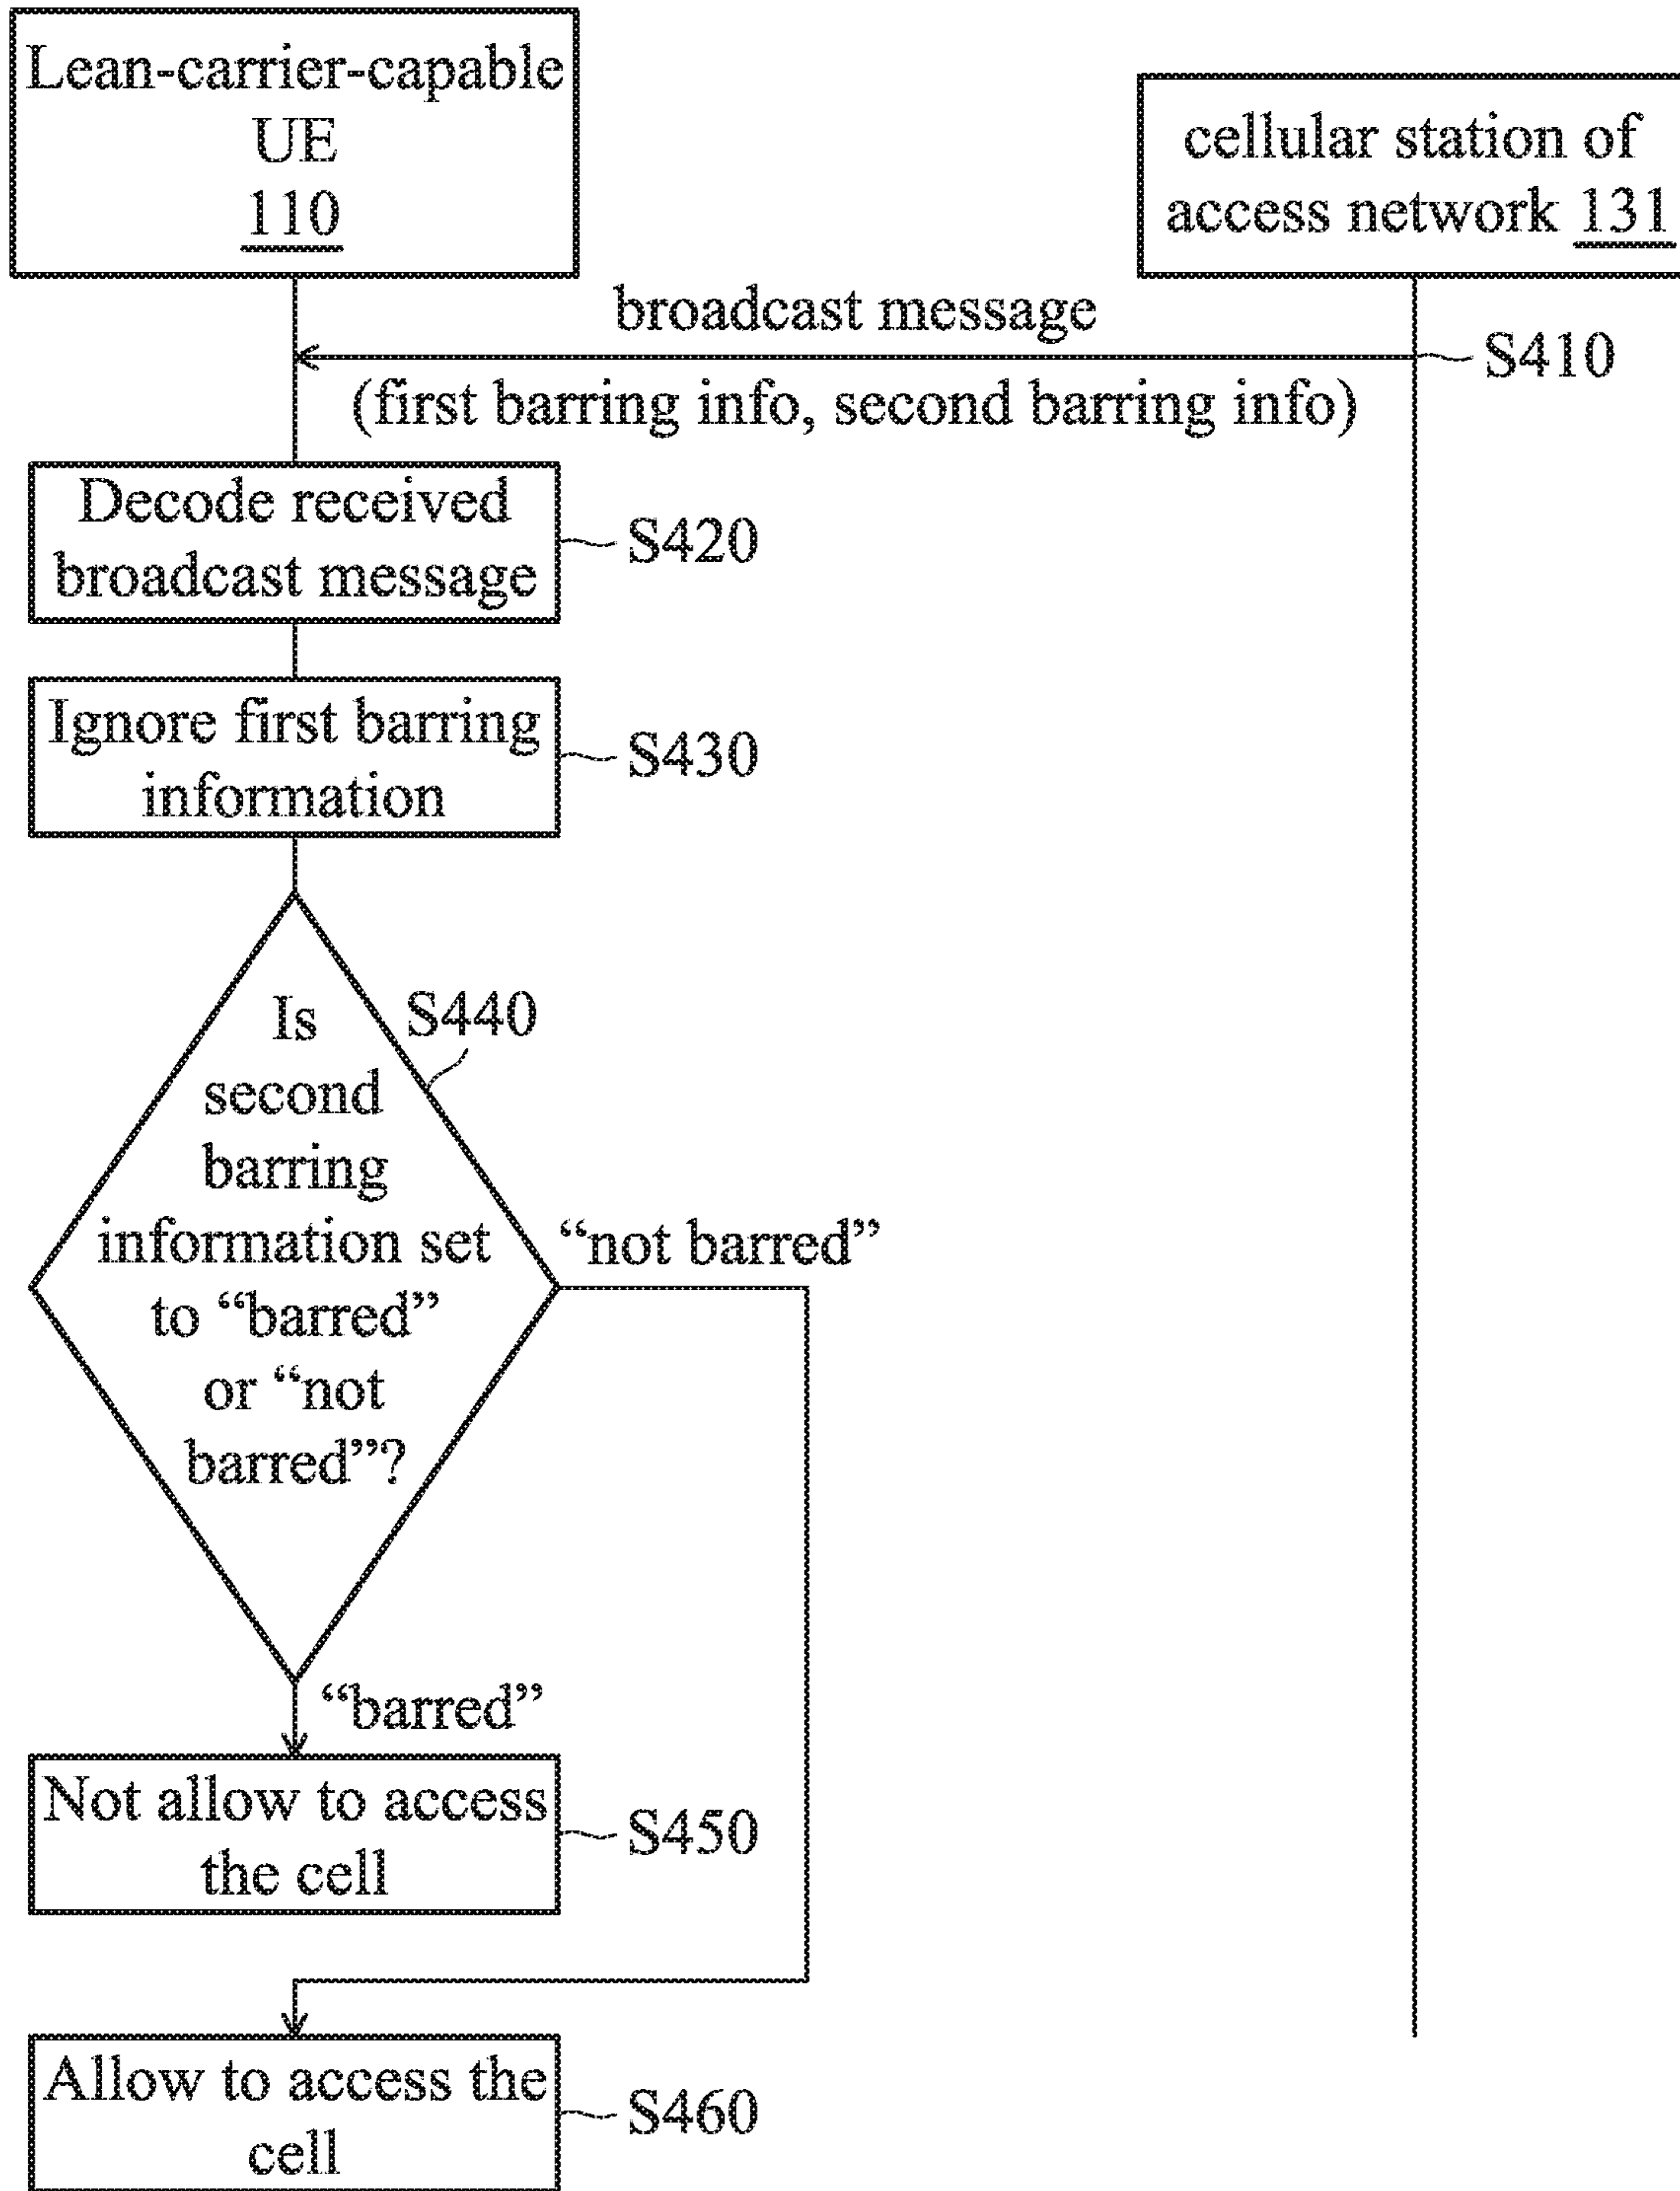 Lean-carrier-capable
UE
110
cellular station of
access network 131
broadcast message
S410
(first barring info, second barring info)
Decode received
broadcast message
S420
Ignore first barring
information
S430
Is
S440
second
barring
information set
to “barred”
or “not
barred”?
“not barred”
“barred”
Not allow to access
the cell
S450
Allow to access the
cell
S460